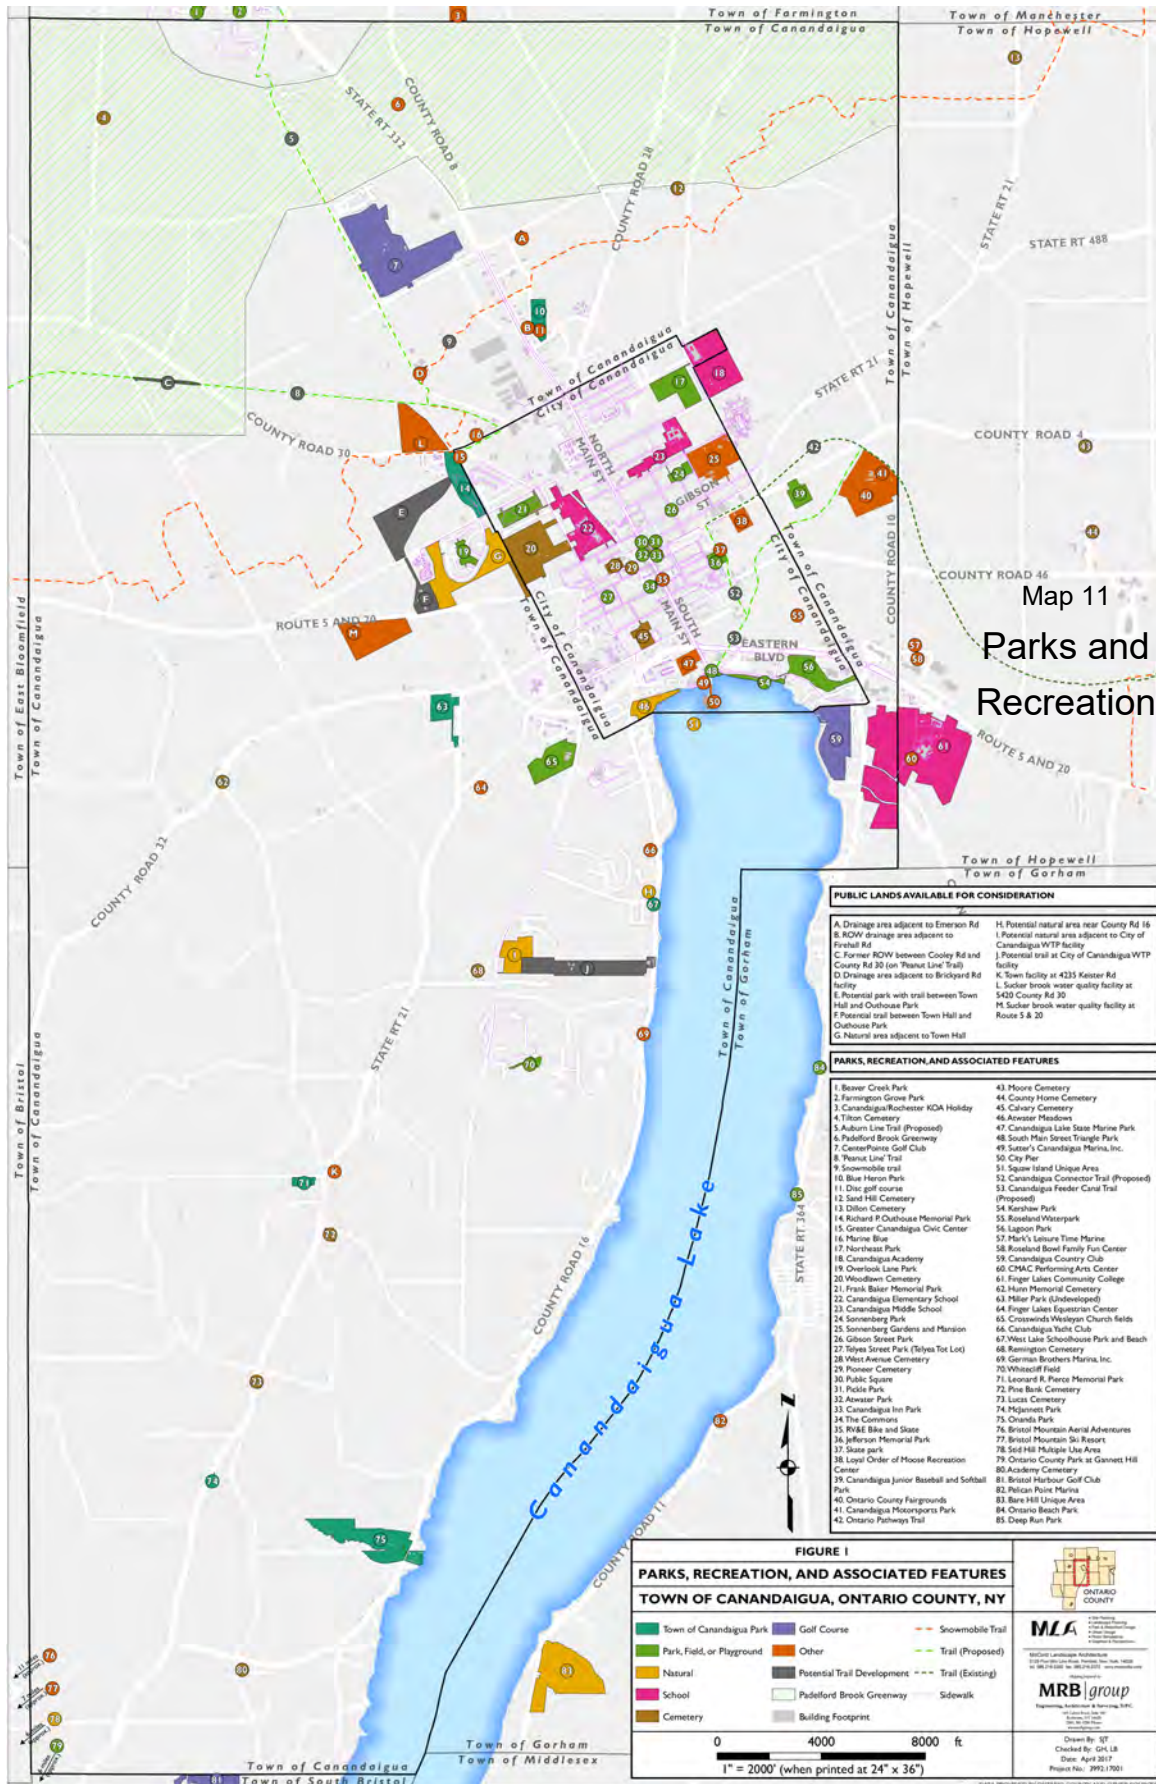 Town of Farmington
Town of Canandaigua
Town of Manchester
Town of Hopewell
STATE RT 332
COUNTY ROAD 8
COUNTY ROAD 28
STATE RT 21
STATE RT 488
Town of Canandaigua
Town of Hopewell
Town of Canandaigua
City of Canandaigua
STATE RT 21
COUNTY ROAD 30
COUNTY ROAD 4
NORTH
MAIN ST
GIBSON
ST
COUNTY ROAD 10
COUNTY ROAD 46
Town of Canandaigua
City of Canandaigua
Map 11
Parks and
Recreation
ROUTE 5 AND 20
City of Canandaigua
Town of Canandaigua
SOUTH
MAIN ST
EASTERN
BLVD
Town of East Bloomfield
Town of Canandaigua
ROUTE 5 AND 20
COUNTY ROAD 32
Town of Hopewell
Town of Gorham
Town of Canandaigua
Town of Gorham
STATE RT 21
Town of Bristol
Town of Canandaigua
COUNTY ROAD 16
STATE RT 364
Canandaigua Lake
COUNTY ROAD 11
Z
PUBLIC LANDS AVAILABLE FOR CONSIDERATION
A. Drainage area adjacent to Emerson Rd
B. ROW drainage area adjacent to
Firehall Rd
C. Former ROW between Cooley Rd and
County Rd 30 (on 'Peanut Line' Trail)
D. Drainage area adjacent to Brickyard Rd
facility
E. Potential park with trail between Town
Hall and Outhouse Park
F. Potential trail between Town Hall and
Outhouse Park
G. Natural area adjacent to Town Hall
H. Potential natural area near County Rd 16
I. Potential natural area adjacent to City of
Canandaigua WTP facility
J. Potential trail at City of Canandaigua WTP
facility
K. Town facility at 4235 Keister Rd
L. Sucker brook water quality facility at
5420 County Rd 30
M. Sucker brook water quality facility at
Route 5 & 20
PARKS, RECREATION, AND ASSOCIATED FEATURES
1. Beaver Creek Park
2. Farmington Grove Park
3. Canandaigua/Rochester KOA Holiday
4. Tilton Cemetery
5. Auburn Line Trail (Proposed)
6. Padelford Brook Greenway
7. CenterPointe Golf Club
8. 'Peanut Line' Trail
9. Snowmobile trail
10. Blue Heron Park
11. Disc golf course
12. Sand Hill Cemetery
13. Dillon Cemetery
14. Richard P. Outhouse Memorial Park
15. Greater Canandaigua Civic Center
16. Marine Blue
17. Northeast Park
18. Canandaigua Academy
19. Overlook Lane Park
20. Woodlawn Cemetery
21. Frank Baker Memorial Park
22. Canandaigua Elementary School
23. Canandaigua Middle School
24. Sonnenberg Park
25. Sonnenberg Gardens and Mansion
26. Gibson Street Park
27. Telyea Street Park (Telyea Tot Lot)
28. West Avenue Cemetery
29. Pioneer Cemetery
30. Public Square
31. Pickle Park
32. Atwater Park
33. Canandaigua Inn Park
34. The Commons
35. RV&E Bike and Skate
36. Jefferson Memorial Park
37. Skate park
38. Loyal Order of Moose Recreation
Center
39. Canandaigua Junior Baseball and Softball
Park
40. Ontario County Fairgrounds
41. Canandaigua Motorsports Park
42. Ontario Pathways Trail
43. Moore Cemetery
44. County Home Cemetery
45. Calvary Cemetery
46. Atwater Meadows
47. Canandaigua Lake State Marine Park
48. South Main Street Triangle Park
49. Sutter's Canandaigua Marina, Inc.
50. City Pier
51. Squaw Island Unique Area
52. Canandaigua Connector Trail (Proposed)
53. Canandaigua Feeder Canal Trail
(Proposed)
54. Kershaw Park
55. Roseland Waterpark
56. Lagoon Park
57. Mark's Leisure Time Marine
58. Roseland Bowl Family Fun Center
59. Canandaigua Country Club
60. CMAC Performing Arts Center
61. Finger Lakes Community College
62. Hunn Memorial Cemetery
63. Miller Park (Undeveloped)
64. Finger Lakes Equestrian Center
65. Crosswinds Wesleyan Church fields
66. Canandaigua Yacht Club
67. West Lake Schoolhouse Park and Beach
68. Remington Cemetery
69. German Brothers Marina, Inc.
70. Whitecliff Field
71. Leonard R. Pierce Memorial Park
72. Pine Bank Cemetery
73. Lucas Cemetery
74. McJannett Park
75. Onanda Park
76. Bristol Mountain Aerial Adventures
77. Bristol Mountain Ski Resort
78. Stid Hill Multiple Use Area
79. Ontario County Park at Gannett Hill
80. Academy Cemetery
81. Bristol Harbour Golf Club
82. Pelican Point Marina
83. Bare Hill Unique Area
84. Ontario Beach Park
85. Deep Run Park
FIGURE 1
PARKS, RECREATION, AND ASSOCIATED FEATURES
TOWN OF CANANDAIGUA, ONTARIO COUNTY, NY
Town of Canandaigua Park
Park, Field, or Playground
Natural
School
Cemetery
Golf Course
Other
Potential Trail Development
Padelford Brook Greenway
Building Footprint
Snowmobile Trail
Trail (Proposed)
Trail (Existing)
Sidewalk
0 4000 8000 ft
1" = 2000' (when printed at 24" x 36")
ONTARIO
COUNTY
MLA
McCord Landscape Architecture
MRB group
Engineering, Architecture & Surveying, D.P.C.
Drawn By: SJT
Checked By: GH, LB
Date: April 2017
Project No.: 3992.17001
Town of Gorham
Town of Middlesex
Town of Canandaigua
Town of South Bristol